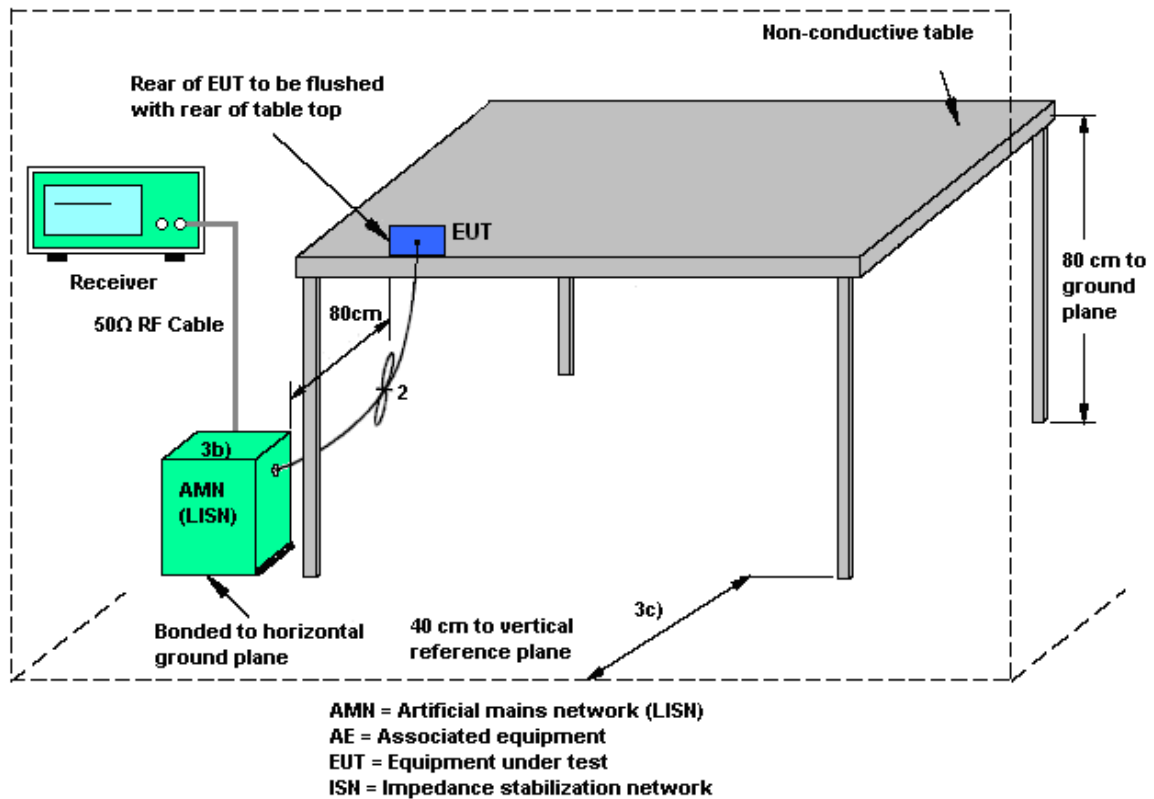 Non-conductive table
Rear of EUT to be flushed
with rear of table top
EUT
Receiver
80cm
80 cm to
ground
plane
50Ω RF Cable
2
3b)
AMN
(LISN)
3c)
Bonded to horizontal
ground plane
40 cm to vertical
reference plane
AMN = Artificial mains network (LISN)
AE = Associated equipment
EUT = Equipment under test
ISN = Impedance stabilization network